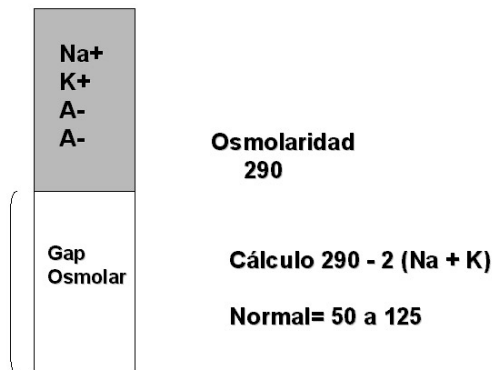 Na+
K+
A-
A-
Osmolaridad
290
Gap
Osmolar
Cálculo 290 - 2 (Na + K)
Normal= 50 a 125